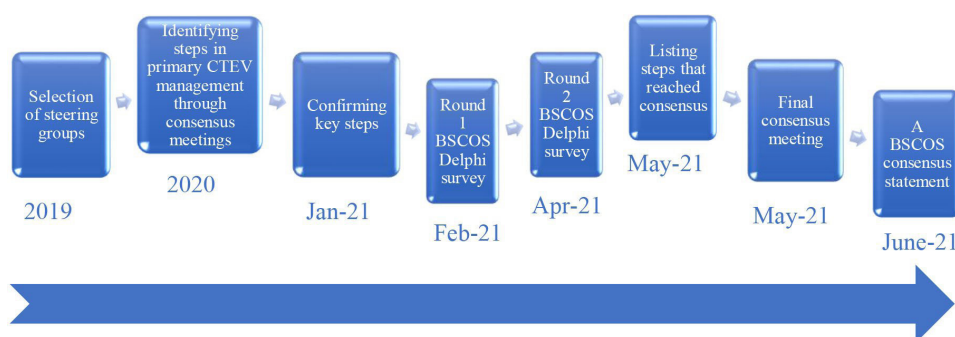 Selection
of steering
groups
2019
Identifying
steps in
primary CTEV
management
through
consensus
meetings
2020
Confirming
key steps
Jan-21
Round
1
BSCOS
Delphi
survey
Feb-21
Round
2
BSCOS
Delphi
survey
Apr-21
Listing
steps that
reached
consensus
May-21
Final
consensus
meeting
May-21
A
BSCOS
consensus
statement
June-21